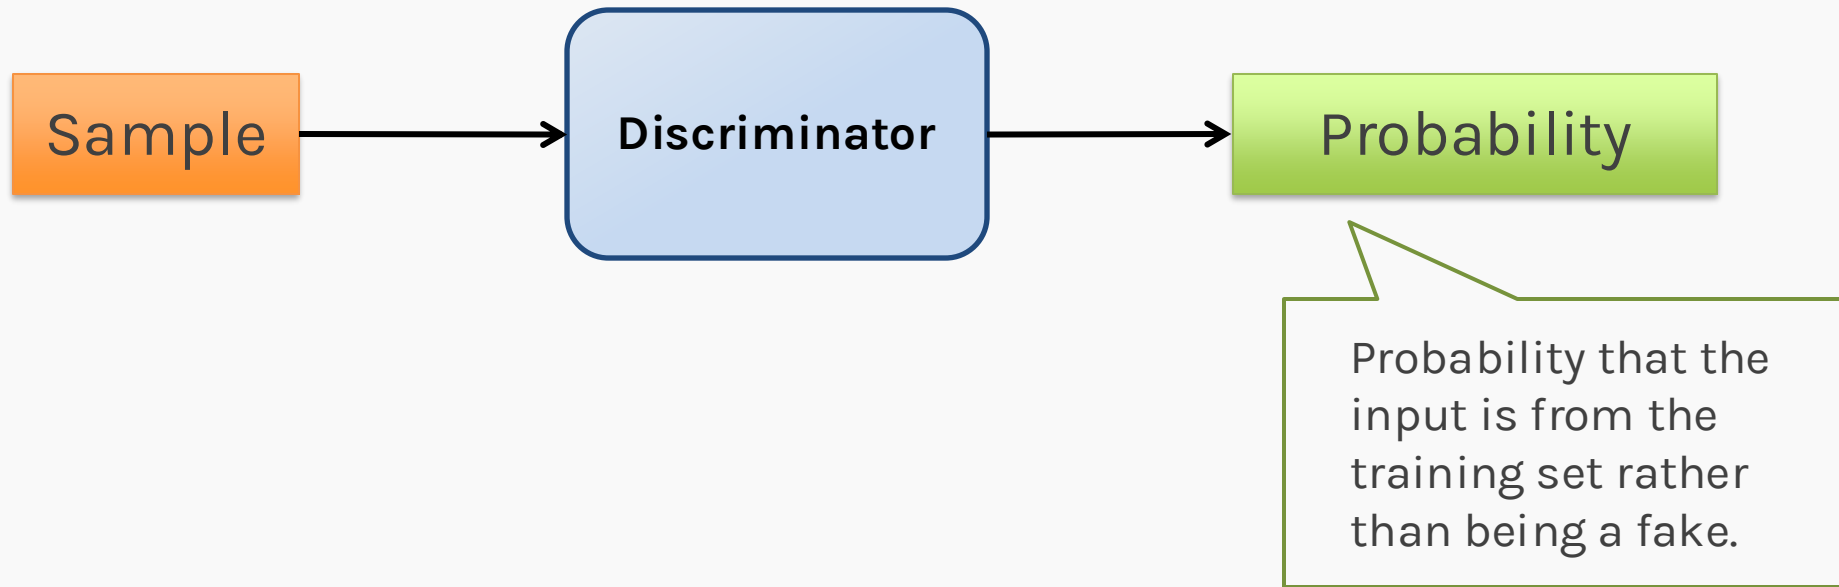 Sample
Discriminator
Probability
Probability that the
input is from the
training set rather
than being a fake.